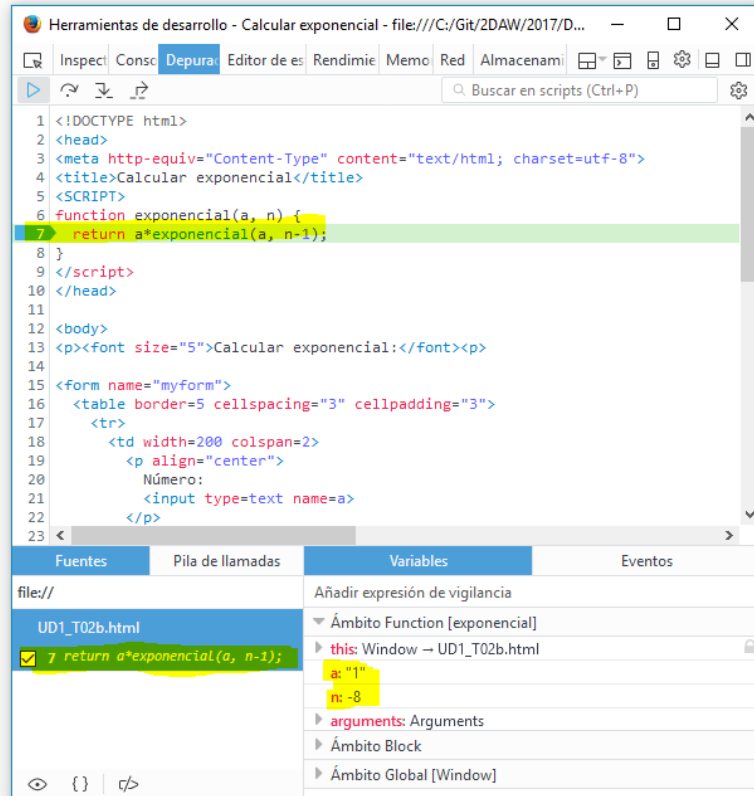 Herramientas de desarrollo - Calcular exponencial - file:///C:/Git/2DAW/2017/D...
Inspect Consc Depurac Editor de es Rendimie Memo Red Almacenami
Buscar en scripts (Ctrl+P)
1 <!DOCTYPE html>
2 <head>
3 <meta http-equiv="Content-Type" content="text/html; charset=utf-8">
4 <title>Calcular exponencial</title>
5 <SCRIPT>
6 function exponencial(a, n) {
7 return a*exponencial(a, n-1);
8 }
9 </script>
10 </head>
11
12 <body>
13 <p><font size="5">Calcular exponencial:</font><p>
14
15 <form name="myform">
16 <table border=5 cellspacing="3" cellpadding="3">
17 <tr>
18 <td width=200 colspan=2>
19 <p align="center">
20 Número:
21 <input type=text name=a>
22 </p>
23
Fuentes Pila de llamadas Variables Eventos
file://
Añadir expresión de vigilancia
UD1_T02b.html
Ámbito Function [exponencial]
7 return a*exponencial(a, n-1);
this: Window → UD1_T02b.html
a: "1"
n: -8
arguments: Arguments
Ámbito Block
Ámbito Global [Window]